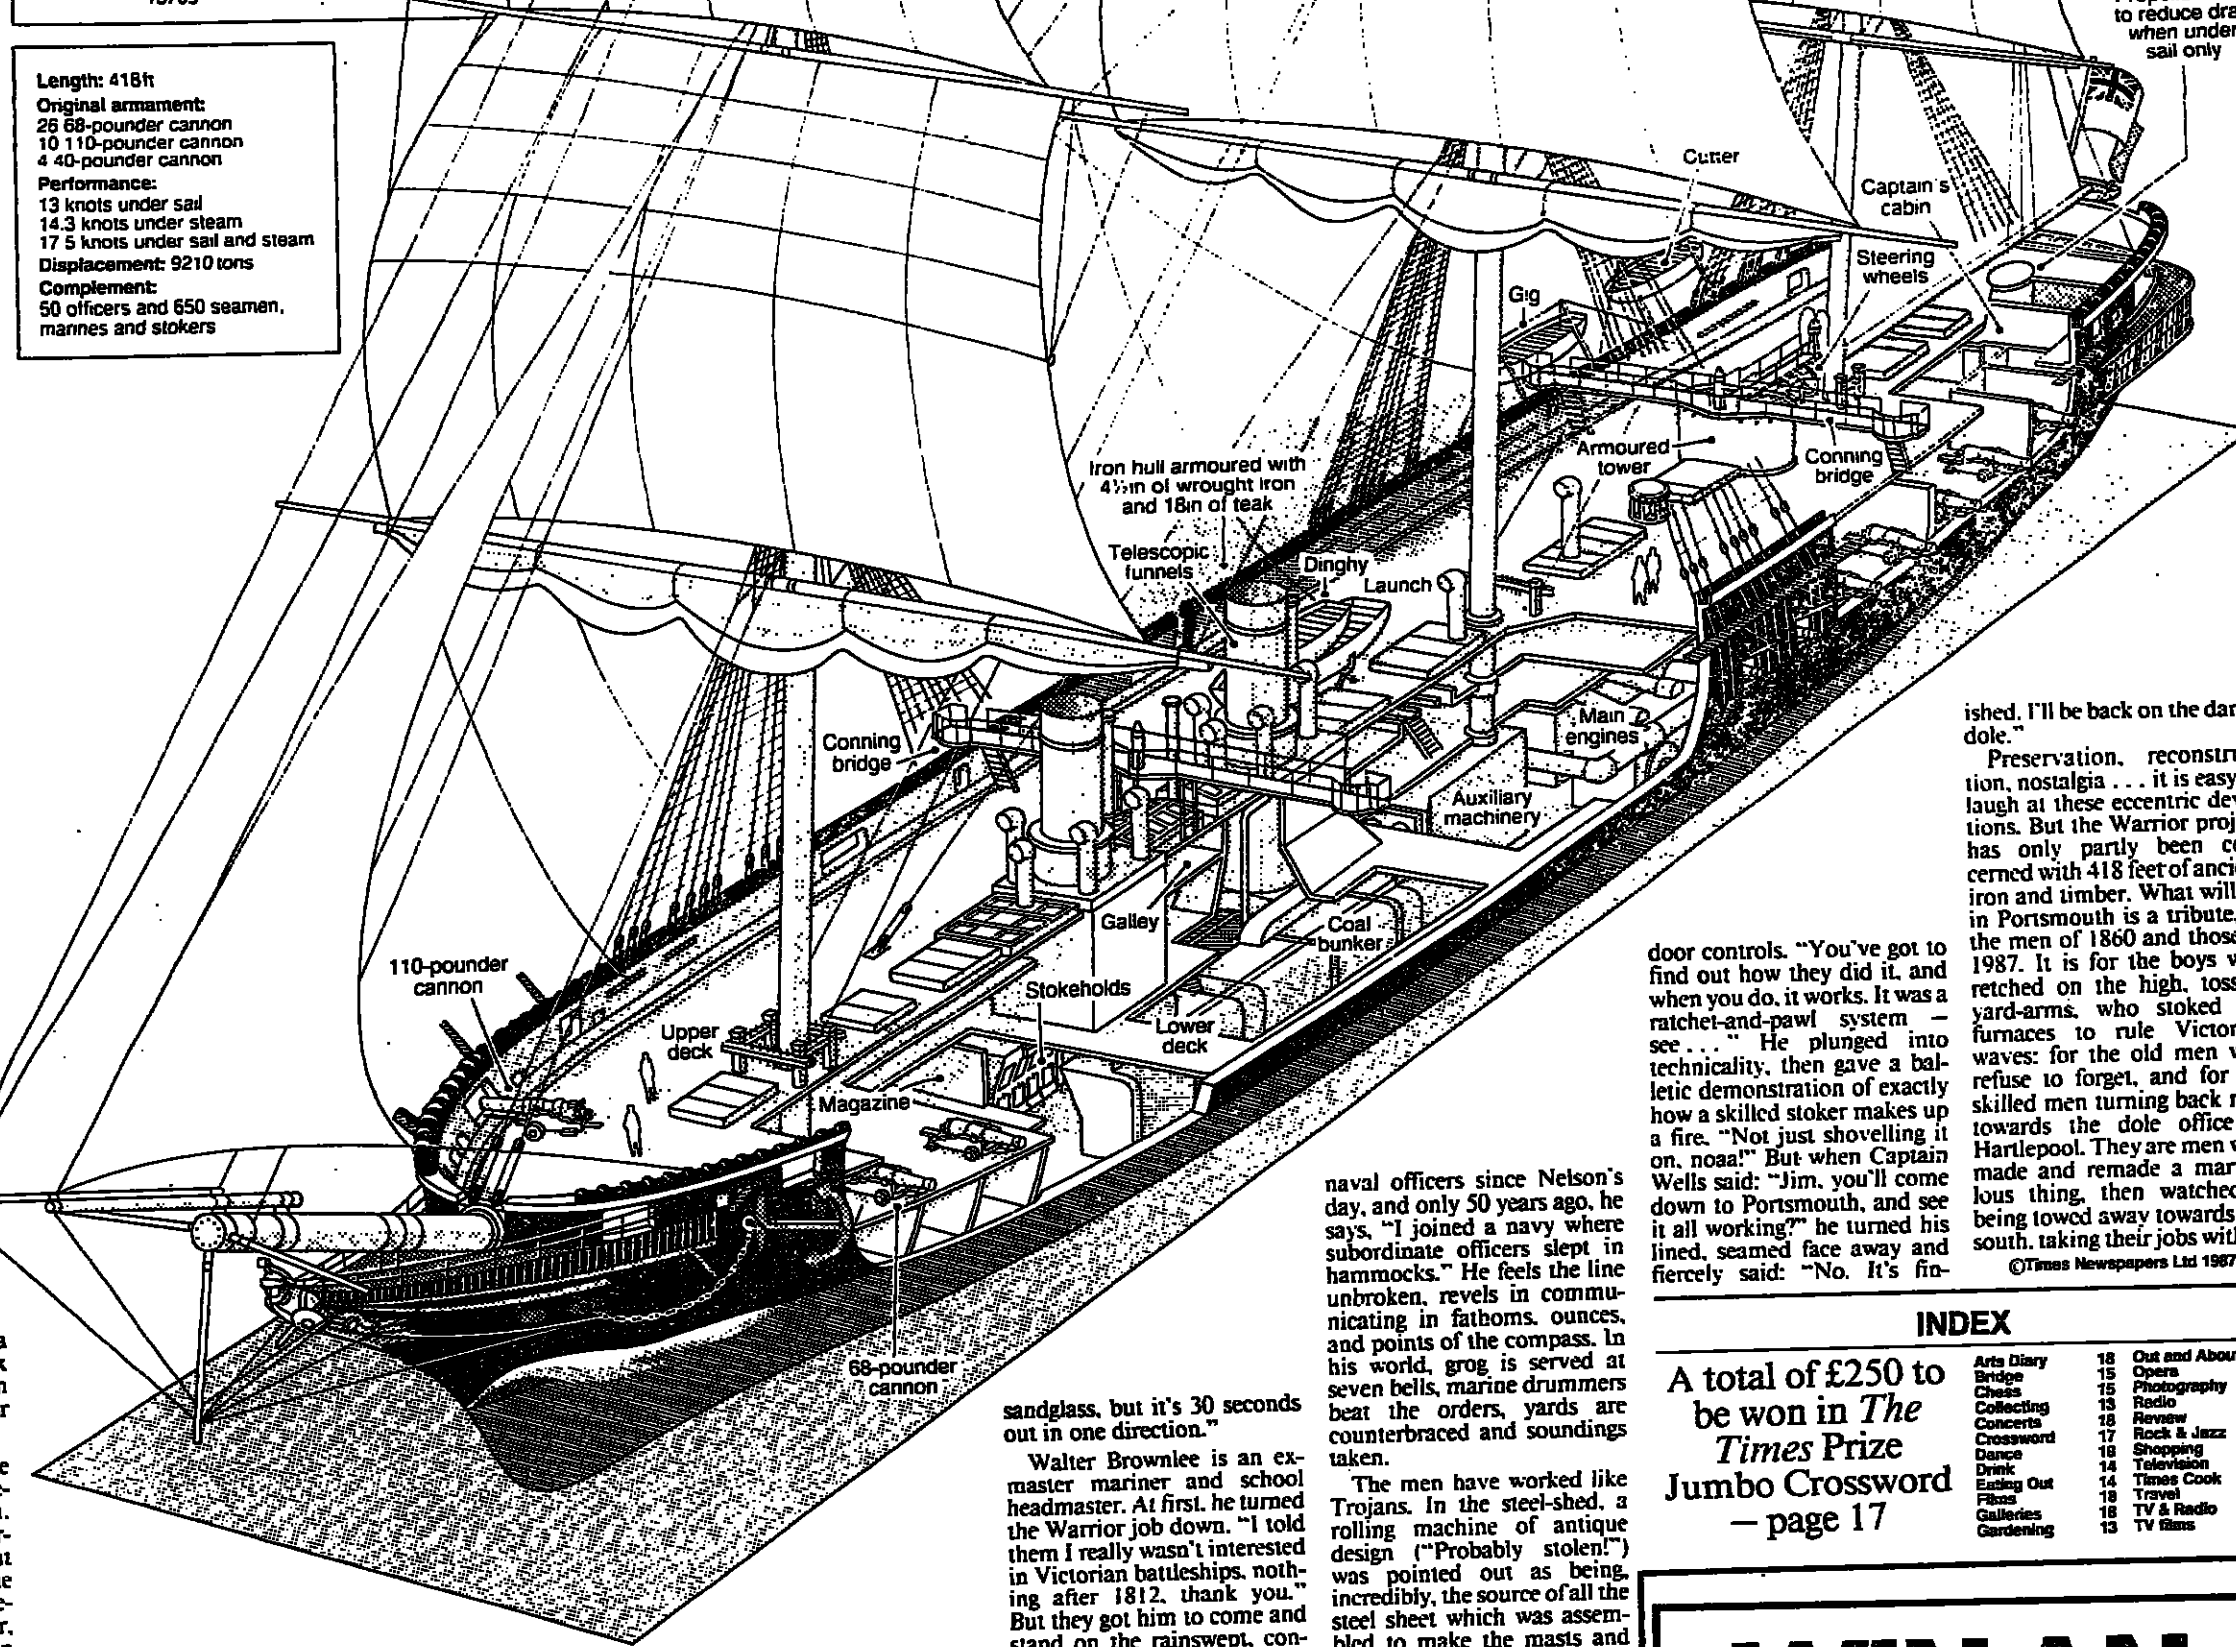 to reduce
when under
sail only
Length: 418ft
Original armament:
26 68-pounder cannon
10 110-pounder cannon
4 40-pounder cannon
Performance:
13 knots under sail
14.3 knots under steam
17 5 knots under sail and steam
Displacement: 9210 tons
Complement:
50 officers and 650 seamen,
marines and stokers
Cutter
Captain's
cabin
Steering
wheels
Gig
Armoured
tower
Conning
bridge
Iron hull armoured with
4½in of wrought iron
and 18in of teak
Telescopic
funnels
Dinghy
Launch
Main
engines
Conning
bridge
Auxiliary
machinery
Galley
Coal
bunker
110-pounder
cannon
Stokeholds
Upper
deck
Lower
deck
Magazine
68-pounder
cannon
sandglass, but it's 30 seconds
out in one direction."
Walter Brownlee is an ex-
master mariner and school
headmaster. At first, he turned
the Warrior job down. "I told
them I really wasn't interested
in Victorian battleships, noth-
ing after 1812, thank you."
But they got him to come and
stand on the rainswept, con-
naval officers since Nelson's
day, and only 50 years ago, he
says, "I joined a navy where
subordinate officers slept in
hammocks." He feels the line
unbroken, revels in commu-
nicating in fathoms, ounces,
and points of the compass. In
his world, grog is served at
seven bells, marine drummers
beat the orders, yards are
counterbraced and soundings
taken.
The men have worked like
Trojans. In the steel-shed, a
rolling machine of antique
design ("Probably stolen!")
was pointed out as being,
incredibly, the source of all the
steel sheet which was assem-
bled to make the masts and
door controls. "You've got to
find out how they did it, and
when you do, it works. It was a
ratchet-and-pawl system —
see . . ." He plunged into
technicality, then gave a bal-
letic demonstration of exactly
how a skilled stoker makes up
a fire. "Not just shovelling it
on, noaa!" But when Captain
Wells said: "Jim, you'll come
down to Portsmouth, and see
it all working?" he turned his
lined, seamed face away and
fiercely said: "No. It's fin-
ished. I'll be back on the
dole."
Preservation,
tion, nostalgia . . . it is easy
laugh at these eccentric
tions. But the Warrior
has only partly been
cerned with 418 feet of
iron and timber. What will
in Portsmouth is a tribute
the men of 1860 and those
1987. It is for the boys
retched on the high,
yard-arms, who stoked
furnaces to rule
waves: for the old men
refuse to forget, and for
skilled men turning back
towards the dole office
Hartlepool. They are men
made and remade a
lous thing, then watched
being towed away towards
south, taking their jobs
©Times Newspapers Ltd 1987
INDEX
A total of £250 to
be won in The
Times Prize
Jumbo Crossword
— page 17
Arts Diary 18
Bridge 15
Chess 15
Collecting 13
Concerts 18
Crossword 17
Dance 18
Drink 14
Eating Out 14
Films 18
Galleries 18
Gardening 13
Out and
Opera
Photography
Radio
Review
Rock & Jazz
Shopping
Television
Times Cook
Travel
TV & Radio
TV films